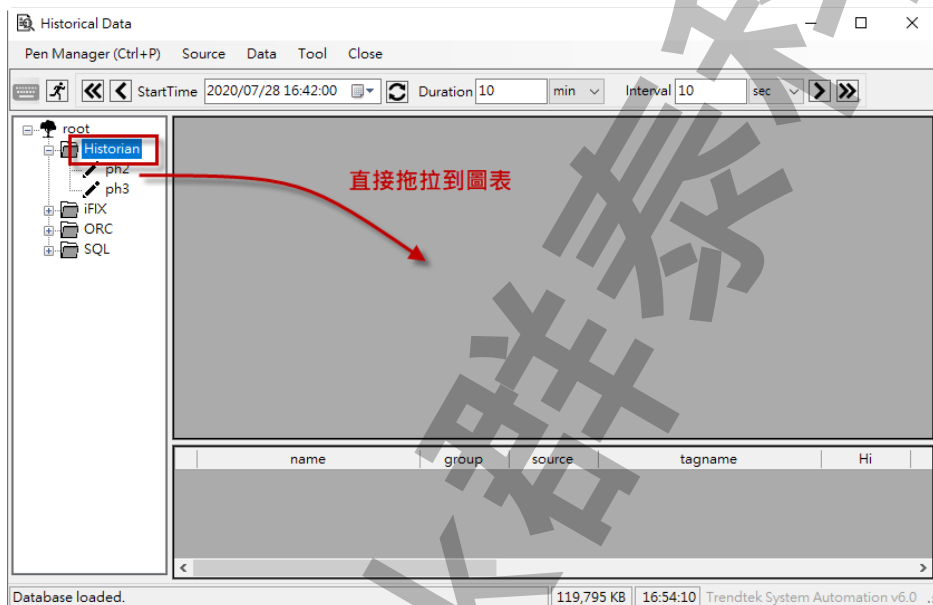 Historical Data
Pen Manager (Ctrl+P) Source Data Tool Close
StartTime 2020/07/28 16:42:00 Duration 10 min Interval 10 sec
root
Historian
ph2
ph3
iFIX
ORC
SQL
直接拖拉到圖表
name group source tagname Hi
Database loaded. 119,795 KB 16:54:10 Trendtek System Automation v6.0
群泰